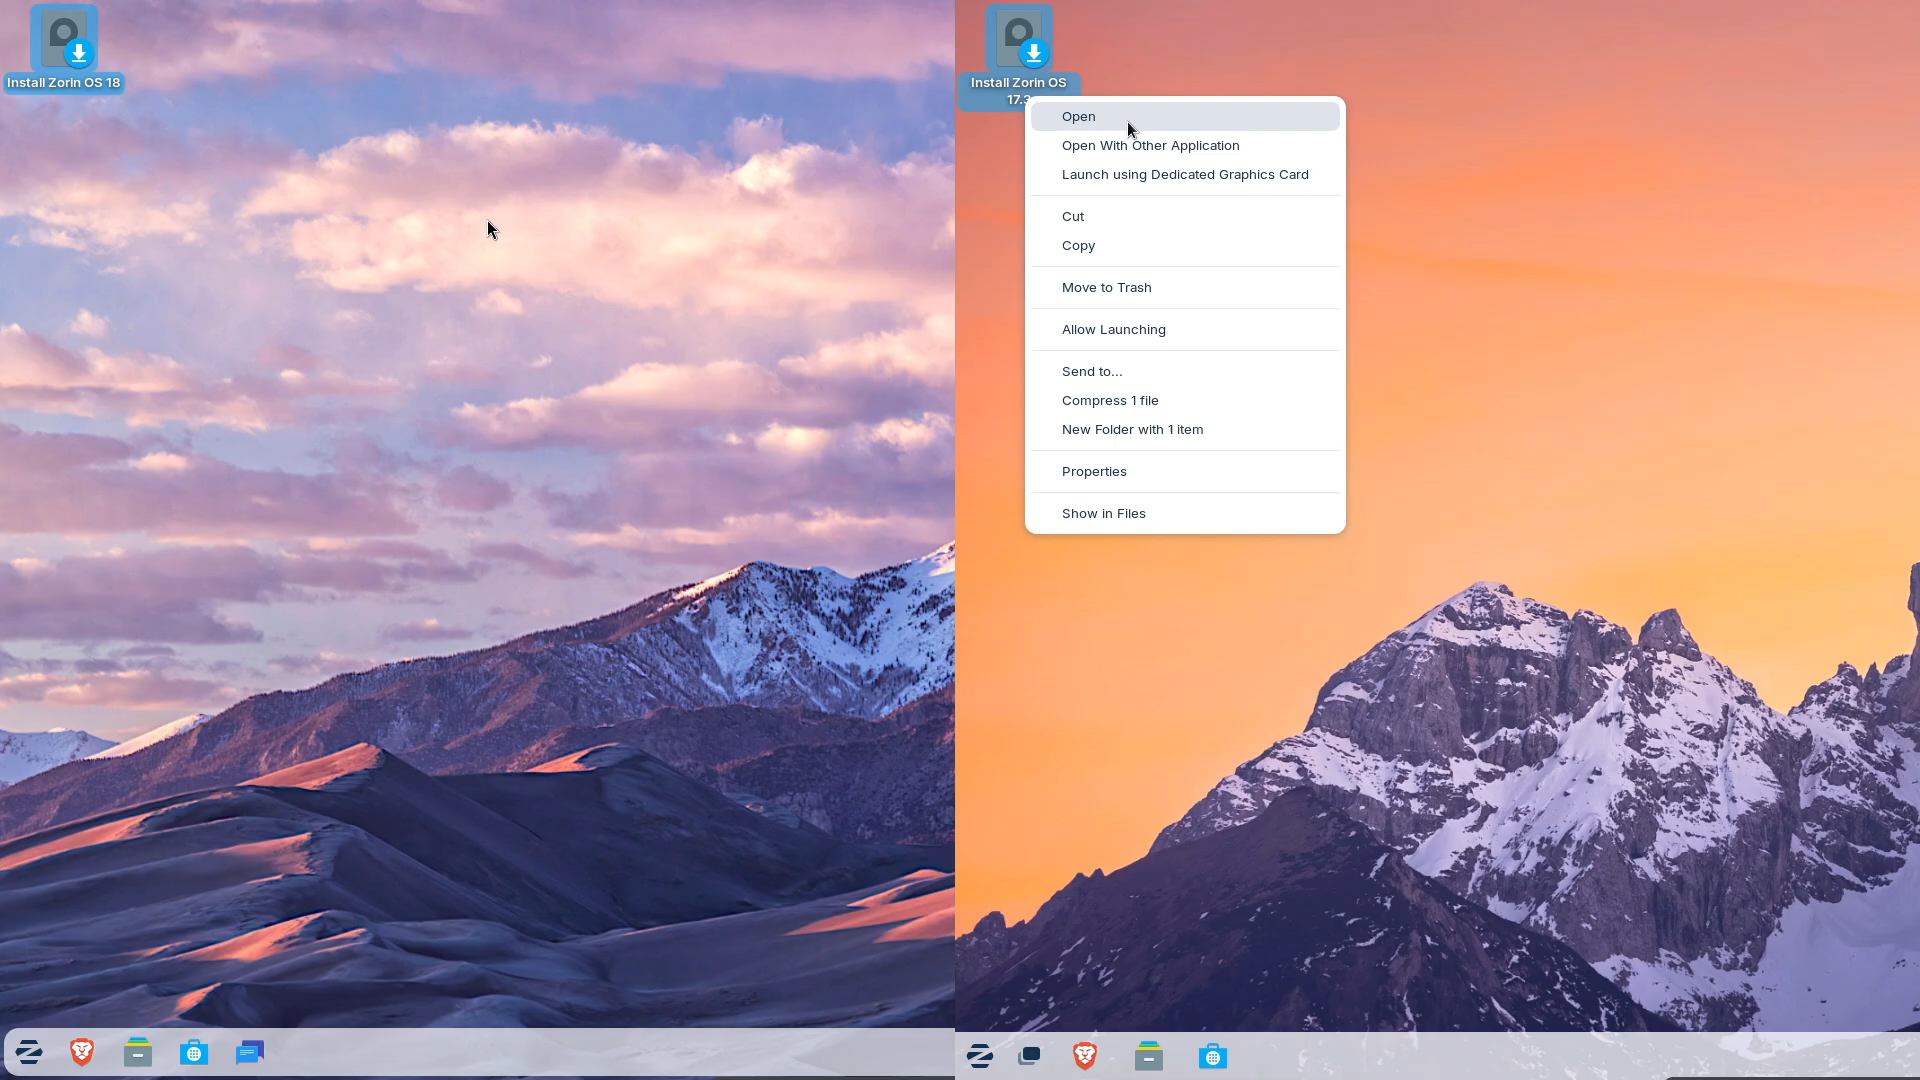 Install Zorin OS 18
Install Zorin OS
17.3
Open
Open With Other Application
Launch using Dedicated Graphics Card
Cut
Copy
Move to Trash
Allow Launching
Send to...
Compress 1 file
New Folder with 1 item
Properties
Show in Files